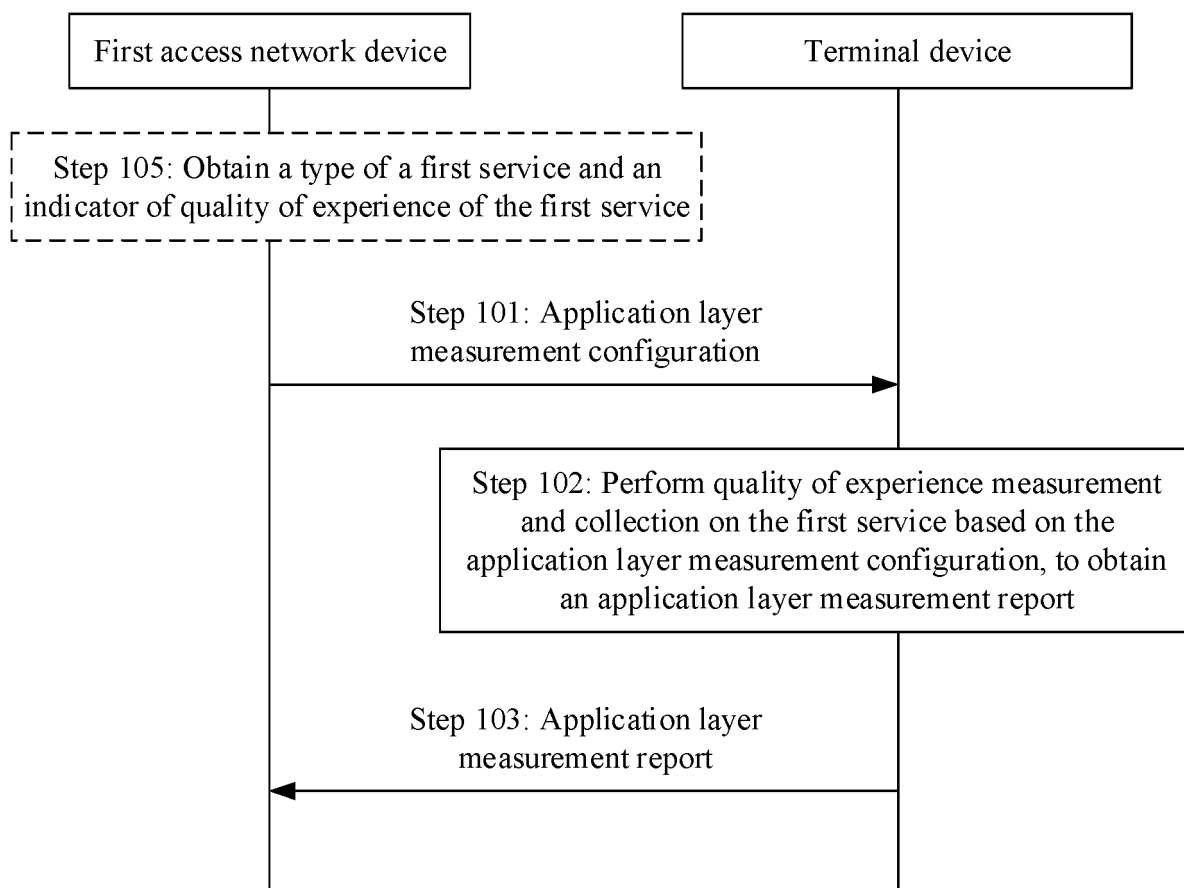 First access network device
Terminal device
Step 105: Obtain a type of a first service and an
indicator of quality of experience of the first service
Step 101: Application layer
measurement configuration
Step 102: Perform quality of experience measurement
and collection on the first service based on the
application layer measurement configuration, to obtain
an application layer measurement report
Step 103: Application layer
measurement report